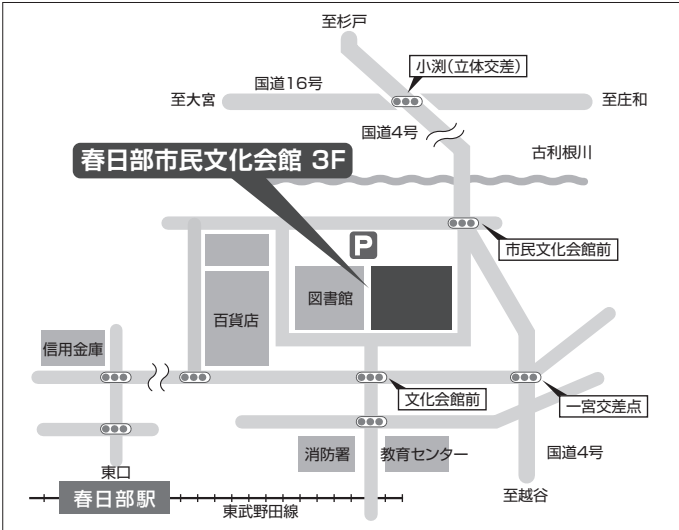 至杉戸
小渕(立体交差)
国道16号
至大宮
至庄和
国道4号
春日部市民文化会館 3F
古利根川
P
市民文化会館前
図書館
百貨店
信用金庫
文化会館前
一宮交差点
消防署
教育センター
国道4号
東口
春日部駅
東武野田線
至越谷